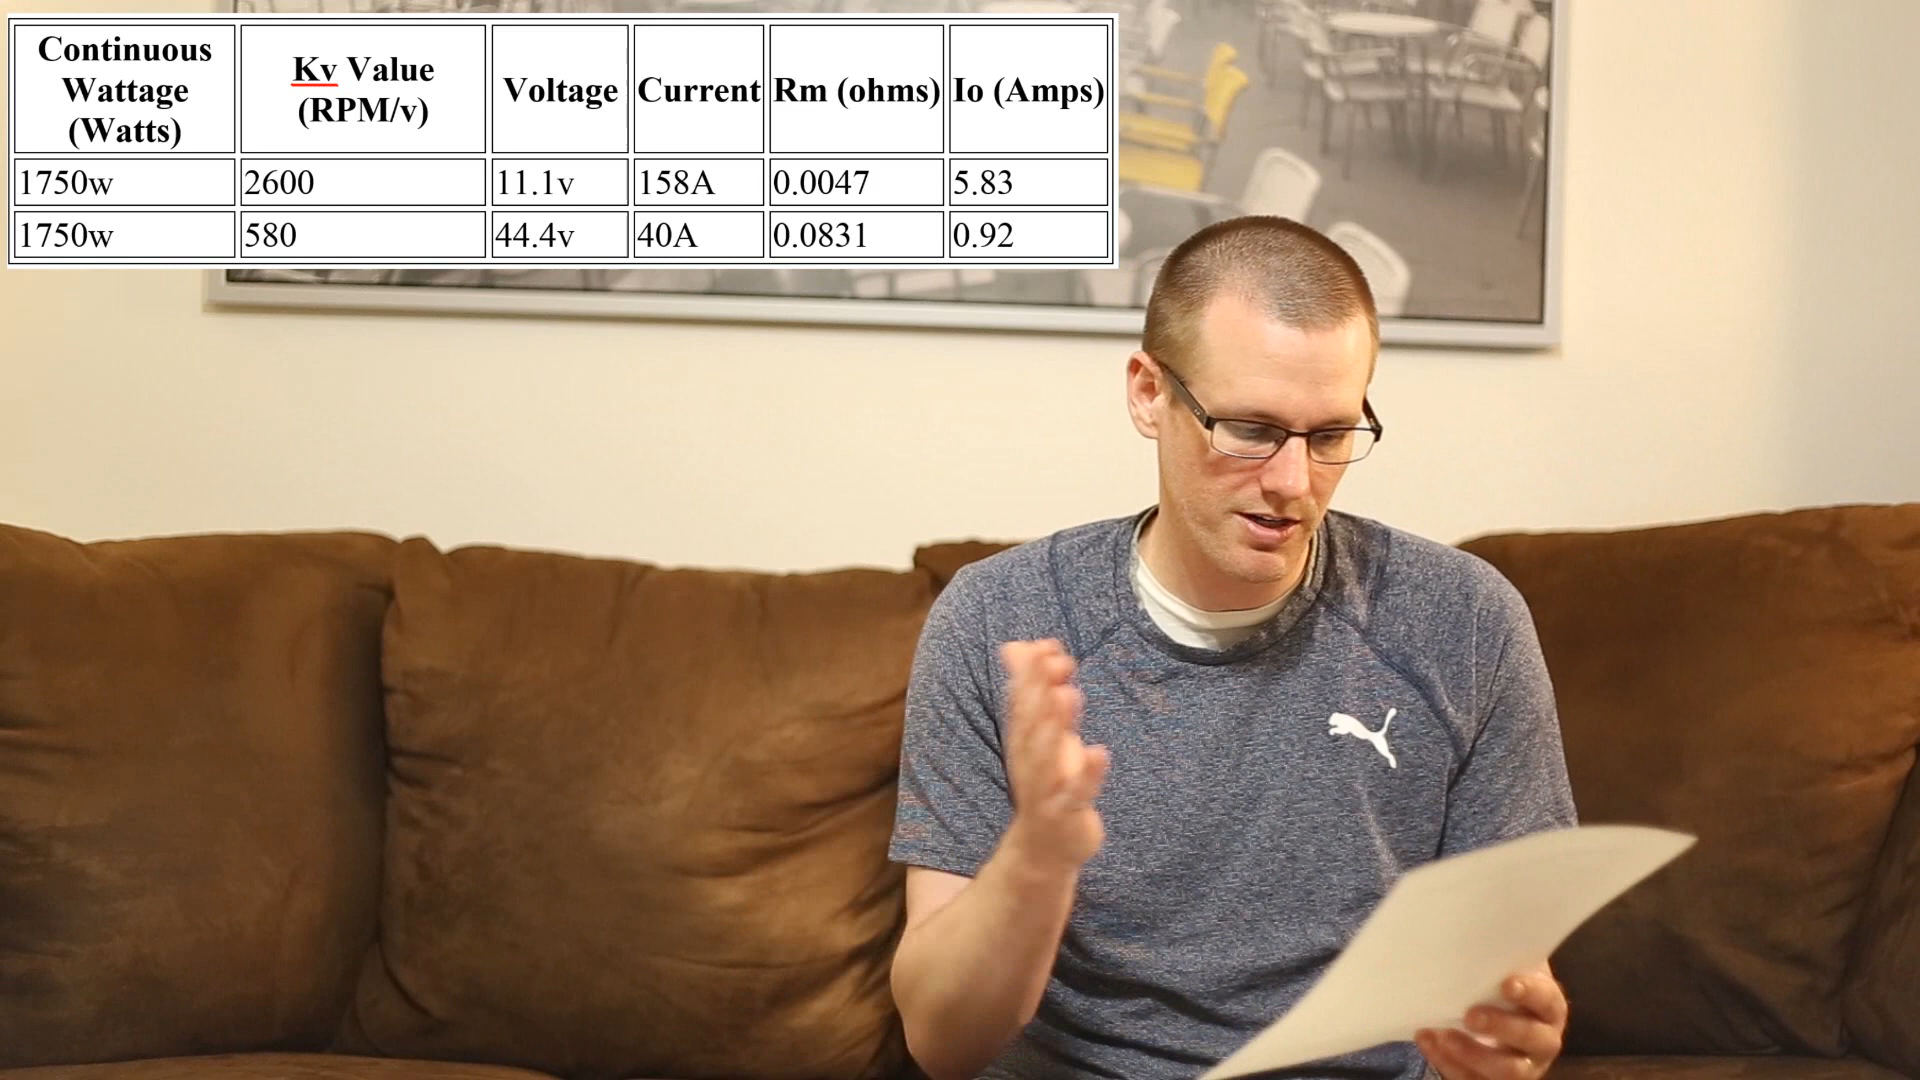 Continuous Wattage (Watts) Kv Value (RPM/v) Voltage Current Rm (ohms) Io (Amps)
1750w 2600 11.1v 158A 0.0047 5.83
1750w 580 44.4v 40A 0.0831 0.92